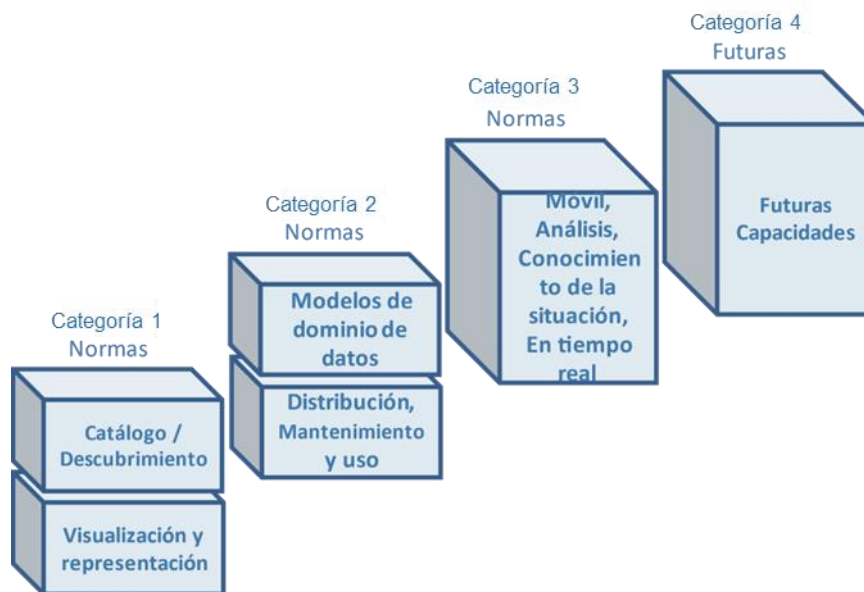 Categoría 1
Normas
Catálogo /
Descubrimiento
Visualización y
representación
Categoría 2
Normas
Modelos de
dominio de
datos
Distribución,
Mantenimiento
y uso
Categoría 3
Normas
Móvil,
Análisis,
Conocimien
to de la
situación,
En tiempo
real
Categoría 4
Futuras
Futuras
Capacidades